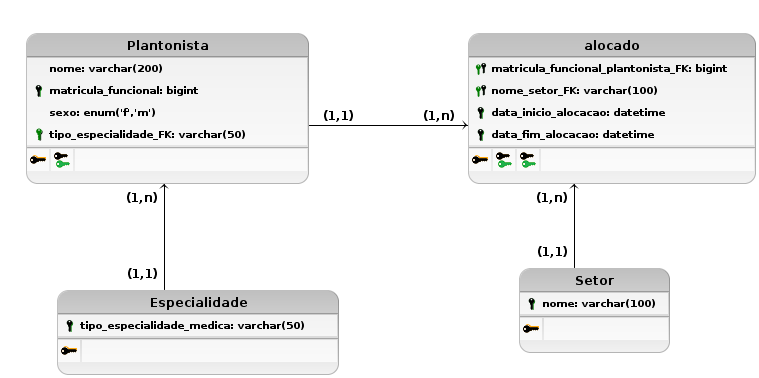 Plantonista
nome: varchar(200)
matricula_funcional: bigint
sexo: enum('f','m')
tipo_especialidade_FK: varchar(50)
alocado
matricula_funcional_plantonista_FK: bigint
nome_setor_FK: varchar(100)
data_inicio_alocacao: datetime
data_fim_alocacao: datetime
(1,1)
(1,n)
(1,n)
(1,1)
(1,n)
(1,1)
Especialidade
tipo_especialidade_medica: varchar(50)
Setor
nome: varchar(100)